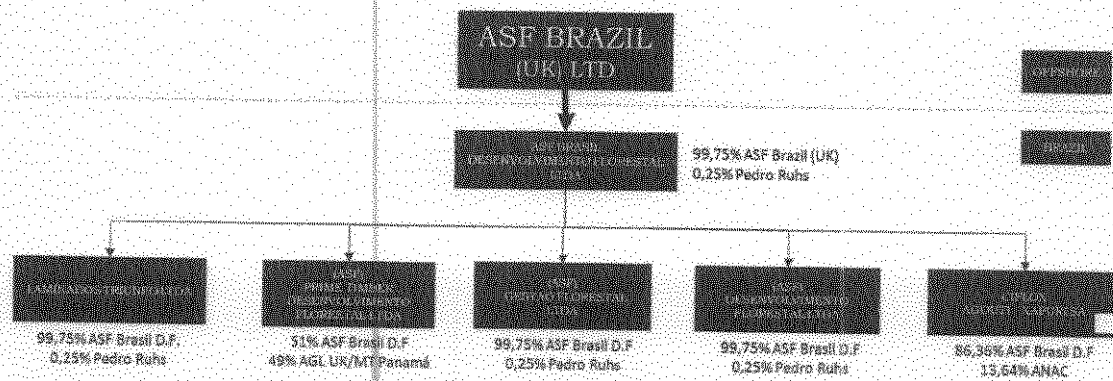 ASF BRAZIL
(UK) LTD
OFFSHORE
ASF BRASIL
DESENVOLVIMENTO FLORESTAL
LTDA
99,75% ASF Brazil (UK)
0,25% Pedro Ruhs
BRAZIL
99,75% ASF Brasil D.F.
0,25% Pedro Ruhs
PRIME TIMBER
DESENVOLVIMENTO
FLORESTAL LTDA
51% ASF Brasil D.F
49% AGL UK/MT Panamá
GESTÃO FLORESTAL
LTDA
99,75% ASF Brasil D.F
0,25% Pedro Ruhs
DESENVOLVIMENTO
FLORESTAL LTDA
99,75% ASF Brasil D.F
0,25% Pedro Ruhs
86,36% ASF Brasil D.F
13,64% ANAC